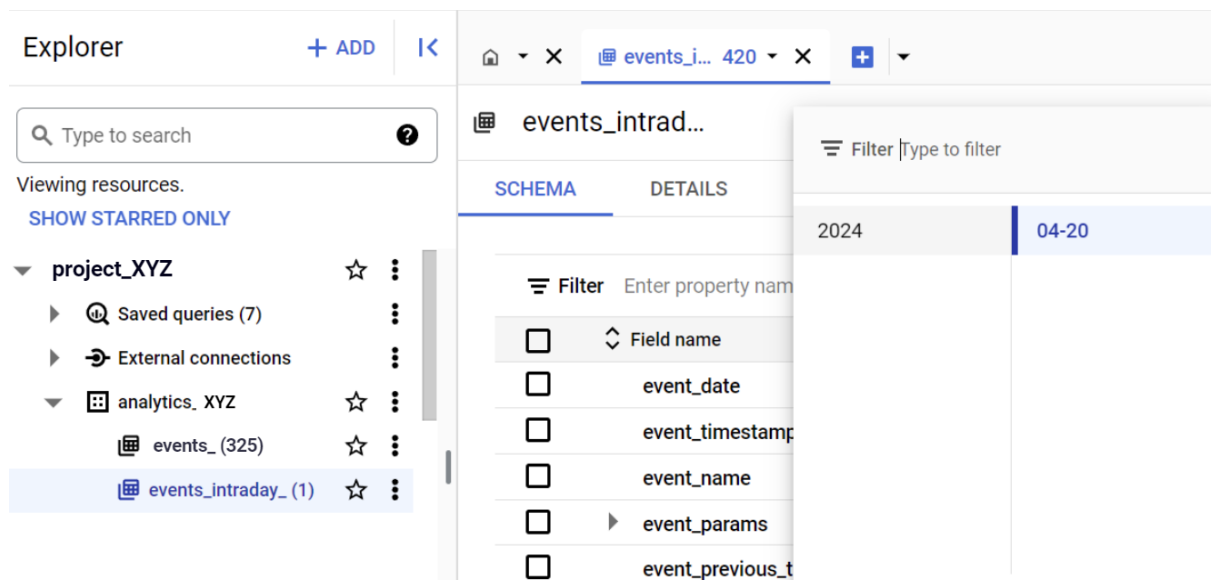 Explorer
+ ADD
events_i... 420
Type to search
Viewing resources.
SHOW STARRED ONLY
project_XYZ
Saved queries (7)
External connections
analytics_ XYZ
events_ (325)
events_intraday_ (1)
events_intrad...
SCHEMA
DETAILS
Filter Enter property nam
Field name
event_date
event_timestamp
event_name
event_params
event_previous_t
Filter Type to filter
2024
04-20